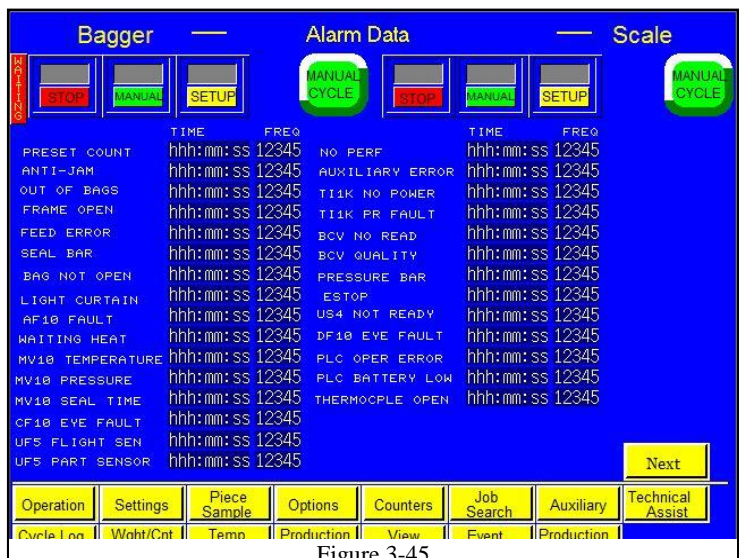 Bagger — Alarm Data — Scale
WAITING
STOP MANUAL SETUP MANUAL CYCLE STOP MANUAL SETUP MANUAL CYCLE
TIME FREQ TIME FREQ
PRESET COUNT hhh:mm:ss 12345 NO PERF hhh:mm:ss 12345
ANTI-JAM hhh:mm:ss 12345 AUXILIARY ERROR hhh:mm:ss 12345
OUT OF BAGS hhh:mm:ss 12345 TI1K NO POWER hhh:mm:ss 12345
FRAME OPEN hhh:mm:ss 12345 TI1K PR FAULT hhh:mm:ss 12345
FEED ERROR hhh:mm:ss 12345 BCV NO READ hhh:mm:ss 12345
SEAL BAR hhh:mm:ss 12345 BCV QUALITY hhh:mm:ss 12345
BAG NOT OPEN hhh:mm:ss 12345 PRESSURE BAR hhh:mm:ss 12345
LIGHT CURTAIN hhh:mm:ss 12345 ESTOP hhh:mm:ss 12345
AF10 FAULT hhh:mm:ss 12345 US4 NOT READY hhh:mm:ss 12345
WAITING HEAT hhh:mm:ss 12345 DF10 EYE FAULT hhh:mm:ss 12345
MV10 TEMPERATURE hhh:mm:ss 12345 PLC OPER ERROR hhh:mm:ss 12345
MV10 PRESSURE hhh:mm:ss 12345 PLC BATTERY LOW hhh:mm:ss 12345
MV10 SEAL TIME hhh:mm:ss 12345 THERMOCPLE OPEN hhh:mm:ss 12345
CF10 EYE FAULT hhh:mm:ss 12345
UF5 FLIGHT SEN hhh:mm:ss 12345
UF5 PART SENSOR hhh:mm:ss 12345
Next
Operation Settings Piece Sample Options Counters Job Search Auxiliary Technical Assist
Cycle Log Wght/Cnt Temp Production View Event Production
Figure 3-45